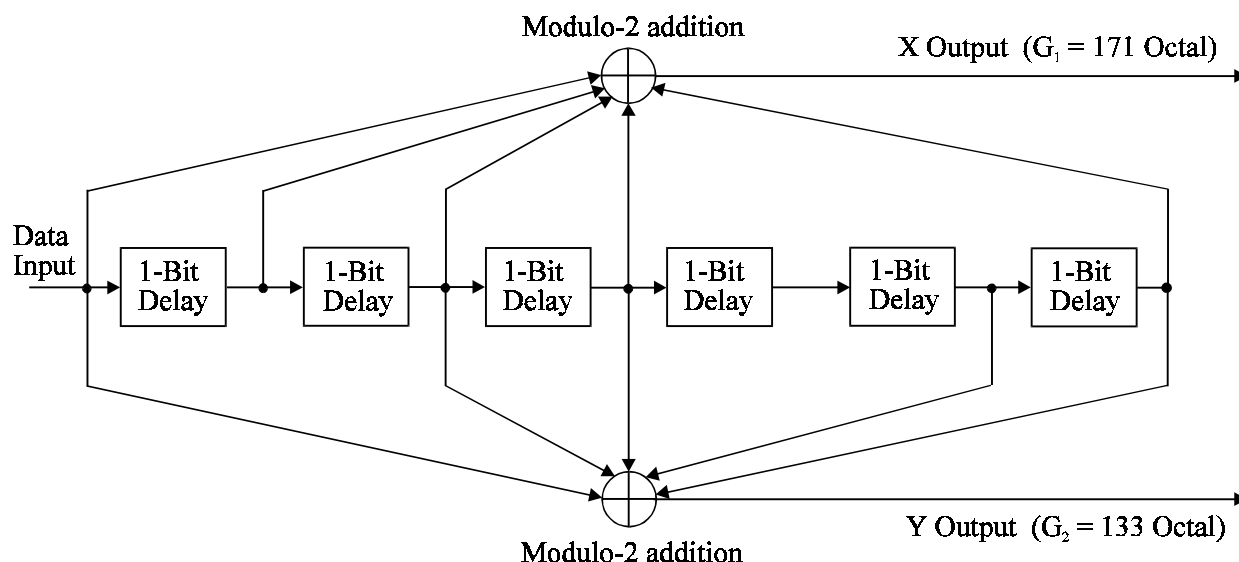 Modulo-2 addition
X Output (G₁ = 171 Octal)
Data
Input
1-Bit
Delay
1-Bit
Delay
1-Bit
Delay
1-Bit
Delay
1-Bit
Delay
1-Bit
Delay
Y Output (G₂ = 133 Octal)
Modulo-2 addition